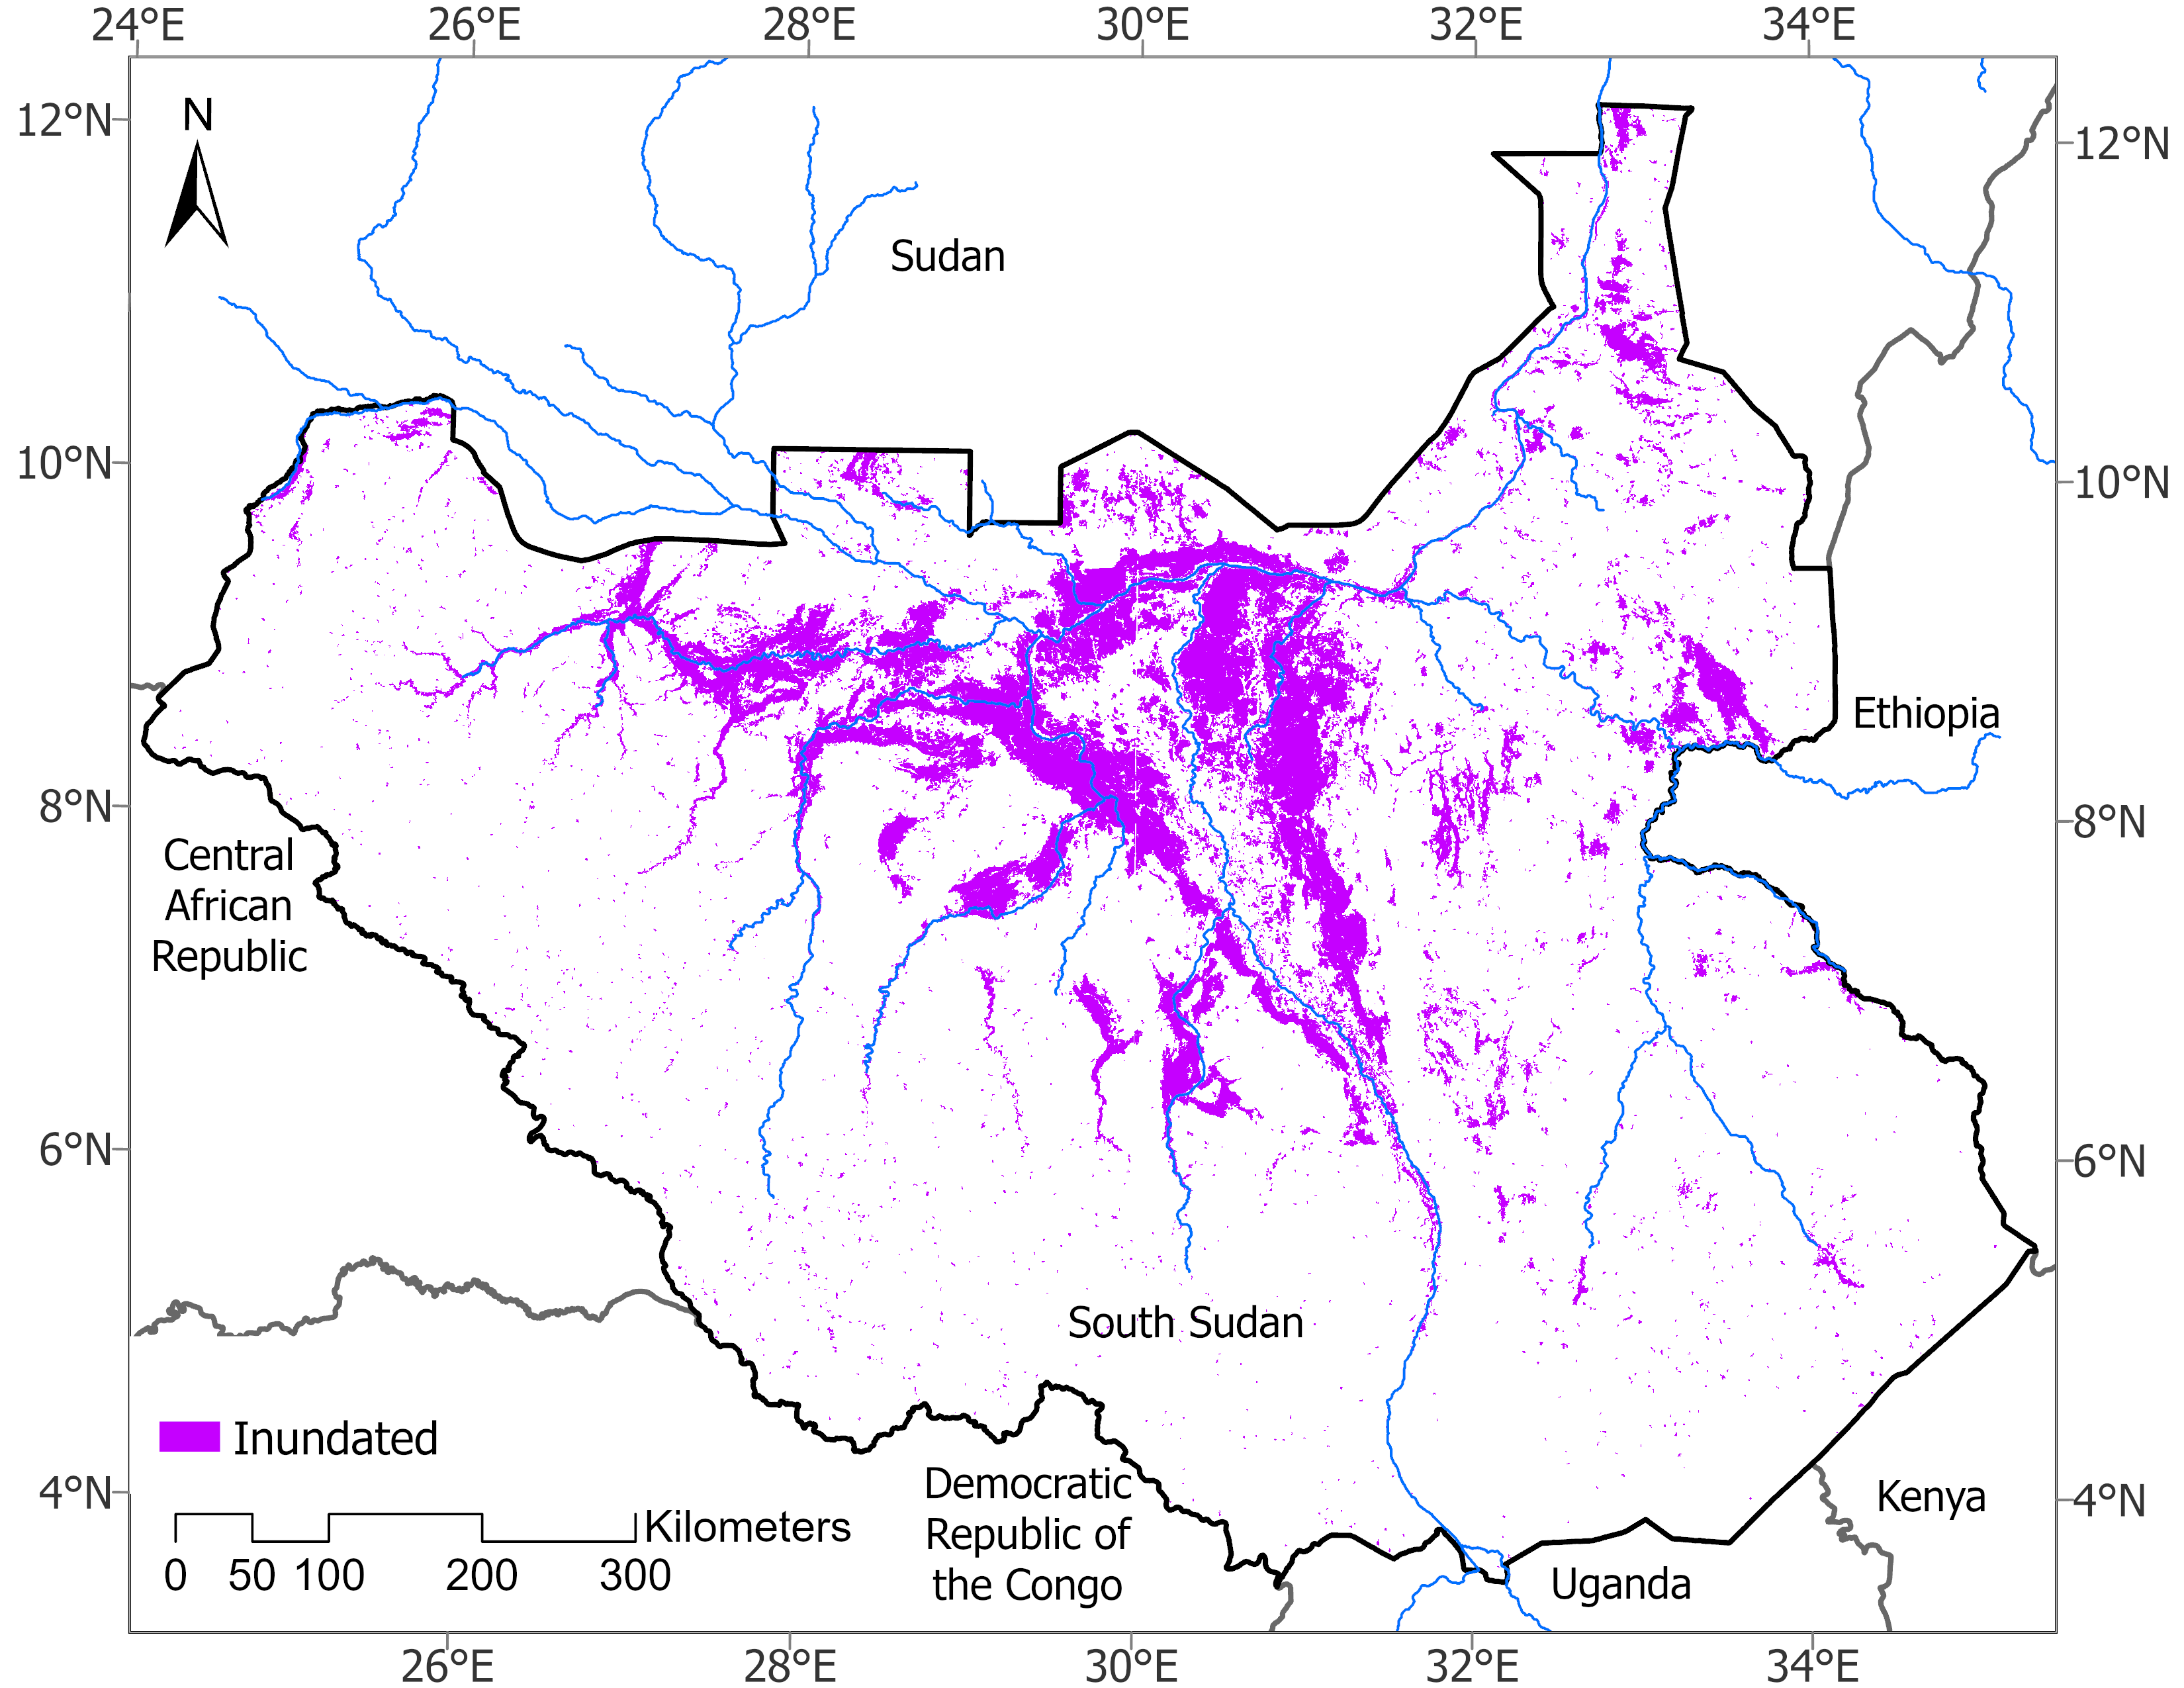 24°E 26°E 28°E 30°E 32°E 34°E
12°N
N
12°N
Sudan
10°N
10°N
Ethiopia
8°N
8°N
Central
African
Republic
6°N
6°N
South Sudan
Inundated
4°N
Democratic
Republic of
the Congo
Kenya
4°N
Kilometers
0 50 100 200 300
Uganda
26°E 28°E 30°E 32°E 34°E